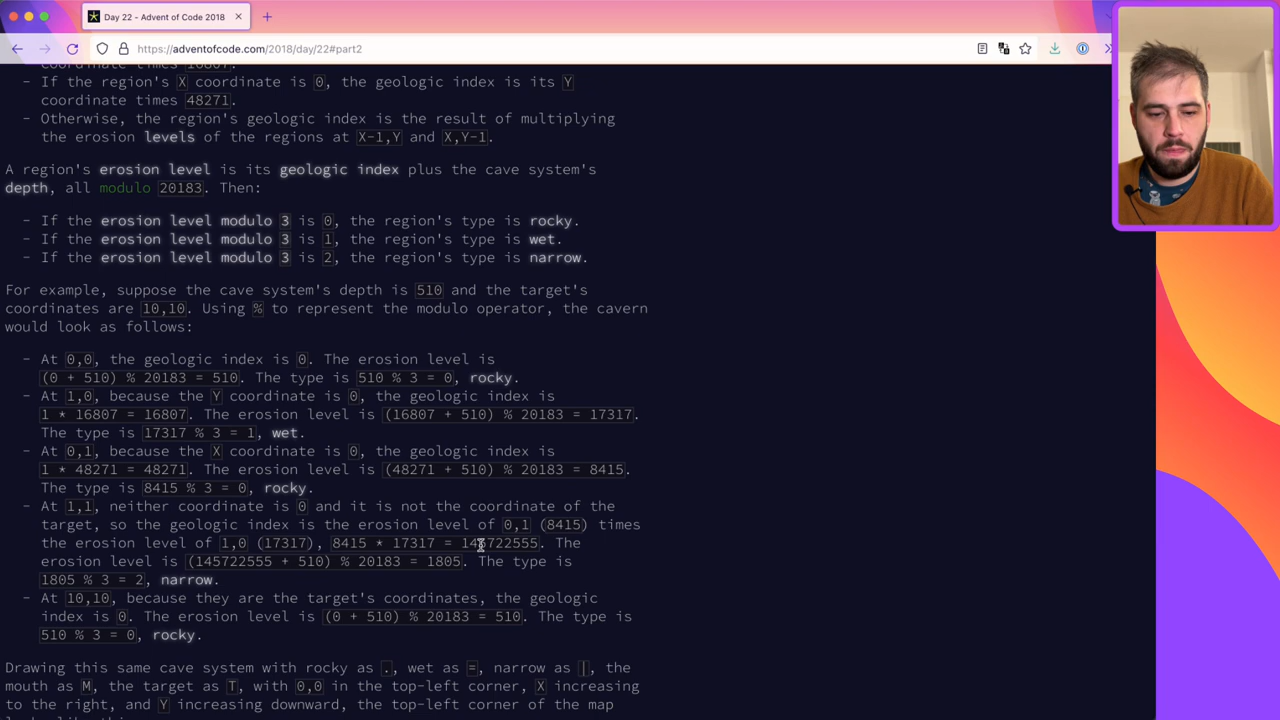 Day 22 - Advent of Code 2018
https://adventofcode.com/2018/day/22#part2
coordinate times 16807.
- If the region's X coordinate is 0, the geologic index is its Y
coordinate times 48271.
- Otherwise, the region's geologic index is the result of multiplying
the erosion levels of the regions at X-1,Y and X,Y-1.
A region's erosion level is its geologic index plus the cave system's
depth, all modulo 20183. Then:
- If the erosion level modulo 3 is 0, the region's type is rocky.
- If the erosion level modulo 3 is 1, the region's type is wet.
- If the erosion level modulo 3 is 2, the region's type is narrow.
For example, suppose the cave system's depth is 510 and the target's
coordinates are 10,10. Using % to represent the modulo operator, the cavern
would look as follows:
- At 0,0, the geologic index is 0. The erosion level is
(0 + 510) % 20183 = 510. The type is 510 % 3 = 0, rocky.
- At 1,0, because the Y coordinate is 0, the geologic index is
1 * 16807 = 16807. The erosion level is (16807 + 510) % 20183 = 17317.
The type is 17317 % 3 = 1, wet.
- At 0,1, because the X coordinate is 0, the geologic index is
1 * 48271 = 48271. The erosion level is (48271 + 510) % 20183 = 8415.
The type is 8415 % 3 = 0, rocky.
- At 1,1, neither coordinate is 0 and it is not the coordinate of the
target, so the geologic index is the erosion level of 0,1 (8415) times
the erosion level of 1,0 (17317), 8415 * 17317 = 145722555. The
erosion level is (145722555 + 510) % 20183 = 1805. The type is
1805 % 3 = 2, narrow.
- At 10,10, because they are the target's coordinates, the geologic
index is 0. The erosion level is (0 + 510) % 20183 = 510. The type is
510 % 3 = 0, rocky.
Drawing this same cave system with rocky as ., wet as =, narrow as |, the
mouth as M, the target as T, with 0,0 in the top-left corner, X increasing
to the right, and Y increasing downward, the top-left corner of the map